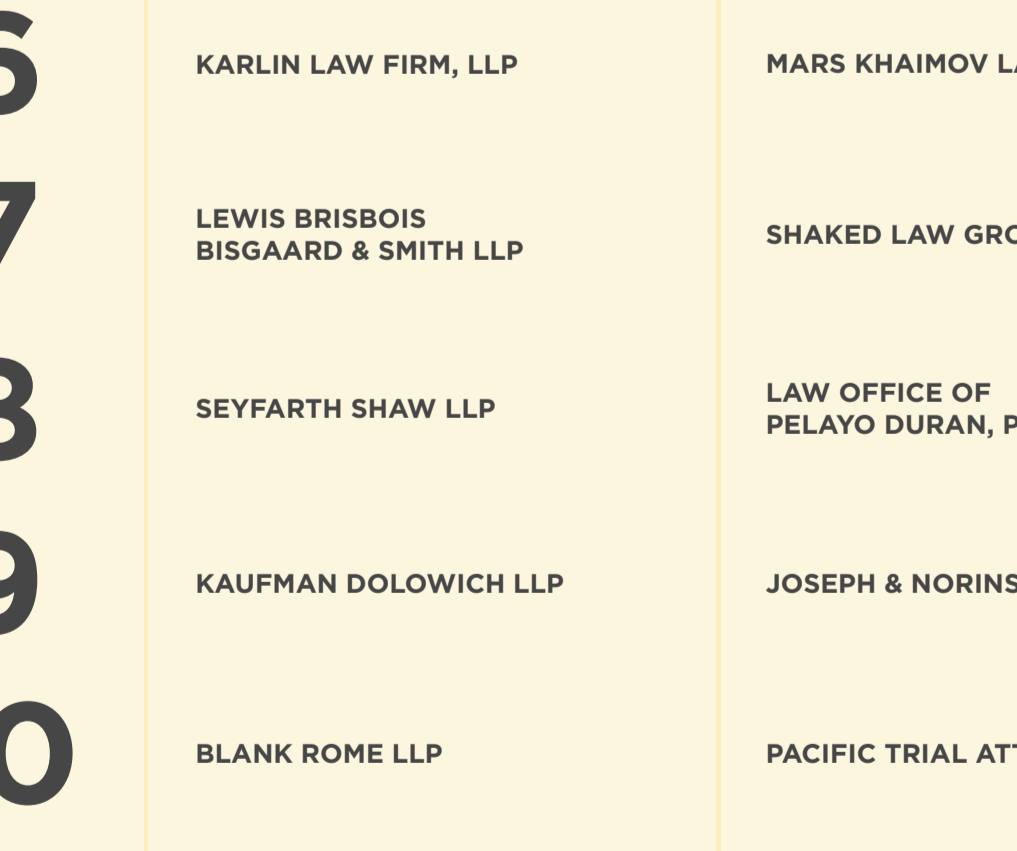 6
KARLIN LAW FIRM, LLP
MARS KHAIMOV
7
LEWIS BRISBOIS
BISGAARD & SMITH LLP
SHAKED LAW
8
SEYFARTH SHAW LLP
LAW OFFICE OF
PELAYO DURAN,
9
KAUFMAN DOLOWICH LLP
JOSEPH &
0
BLANK ROME LLP
PACIFIC TRIAL